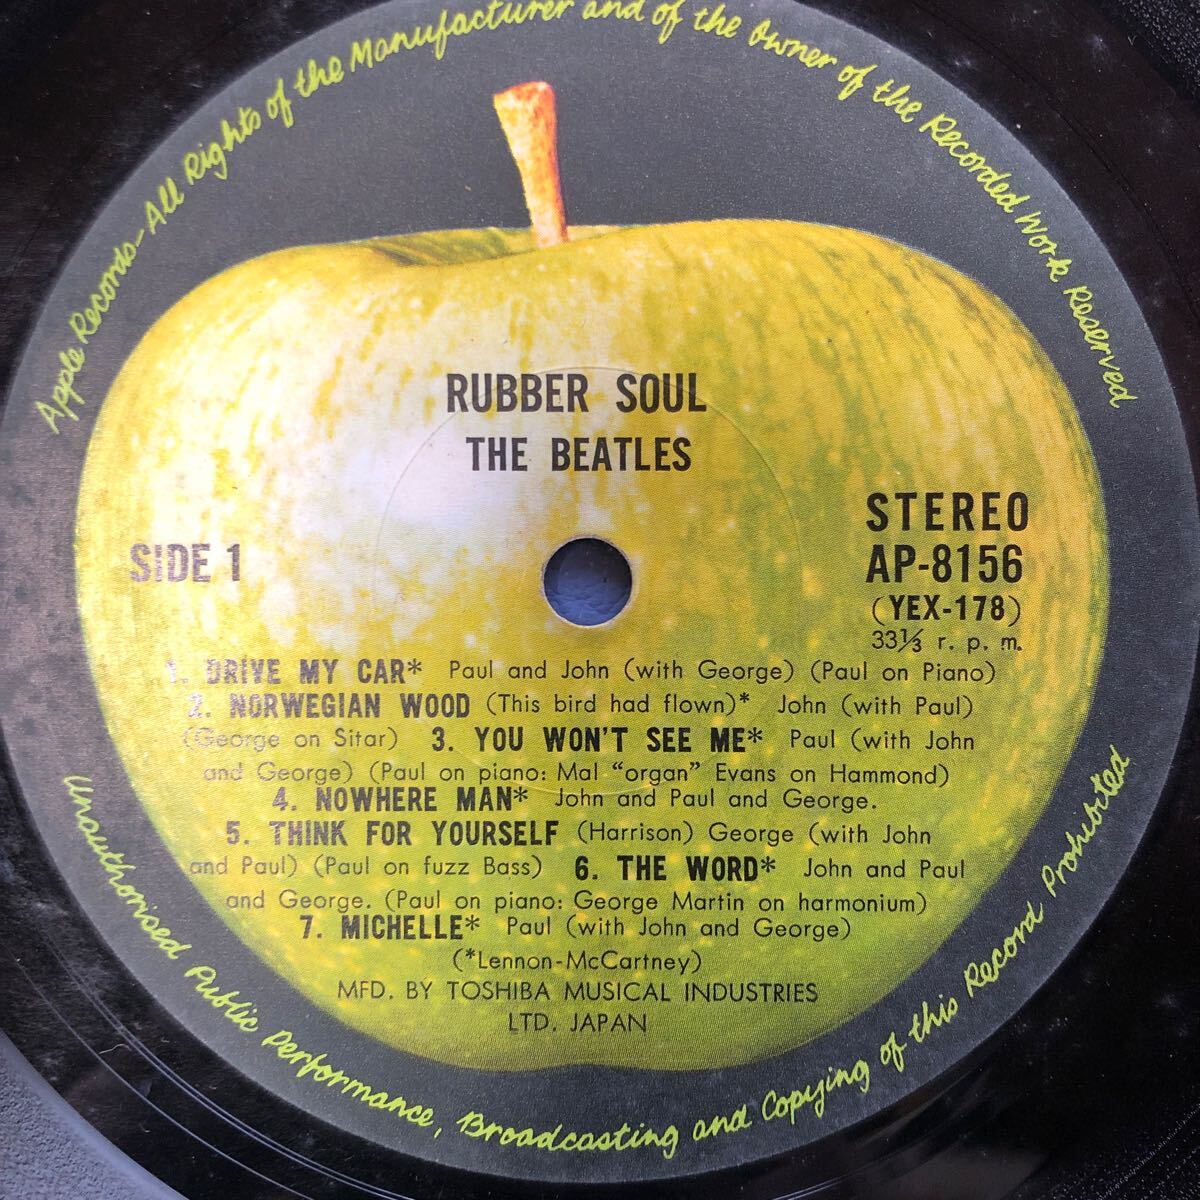 Apple Records-All Rights of the Manufacturer and of the Owner of the Recorded Work Reserved
RUBBER SOUL
THE BEATLES
STEREO
AP-8156
(YEX-178)
33⅓ r. p. m.
SIDE 1
1. DRIVE MY CAR* Paul and John (with George) (Paul on Piano)
2. NORWEGIAN WOOD (This bird had flown)* John (with Paul)
(George on Sitar) 3. YOU WON'T SEE ME* Paul (with John
and George) (Paul on piano: Mal “organ” Evans on Hammond)
4. NOWHERE MAN* John and Paul and George.
5. THINK FOR YOURSELF (Harrison) George (with John
and Paul) (Paul on fuzz Bass) 6. THE WORD* John and Paul
and George. (Paul on piano: George Martin on harmonium)
7. MICHELLE* Paul (with John and George)
(*Lennon-McCartney)
MFD. BY TOSHIBA MUSICAL INDUSTRIES
LTD. JAPAN
Unauthorised Public Performance, Broadcasting and Copying of this Record Prohibited